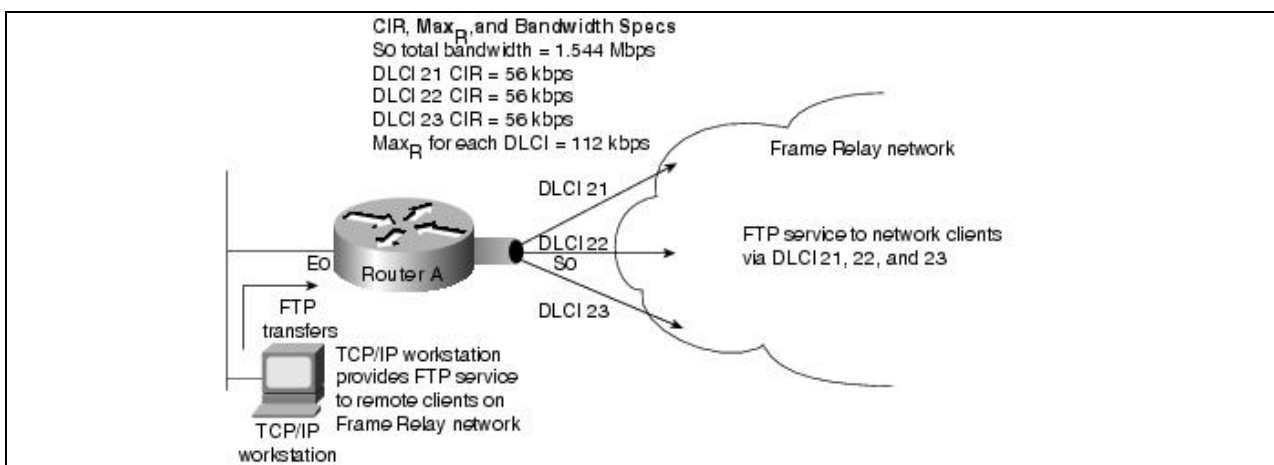 CIR, MaxR, and Bandwidth Specs
S0 total bandwidth = 1.544 Mbps
DLCI 21 CIR = 56 kbps
DLCI 22 CIR = 56 kbps
DLCI 23 CIR = 56 kbps
MaxR for each DLCI = 112 kbps
Frame Relay network
DLCI 21
DLCI 22
S0
DLCI 23
FTP service to network clients
via DLCI 21, 22, and 23
E0
Router A
FTP
transfers
TCP/IP workstation
provides FTP service
to remote clients on
Frame Relay network
TCP/IP
workstation